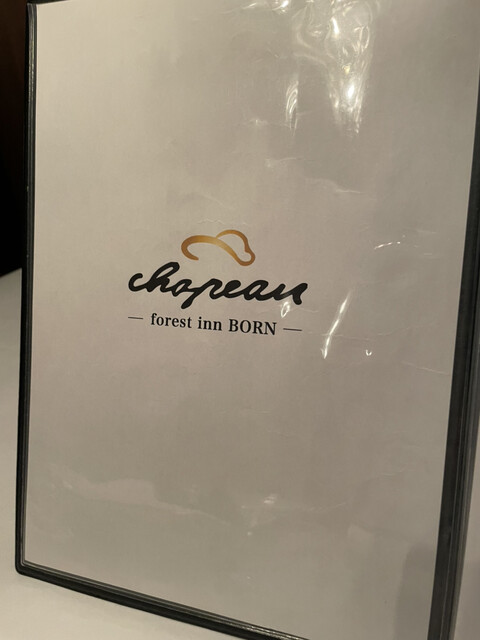 chapeau
— forest inn BORN —